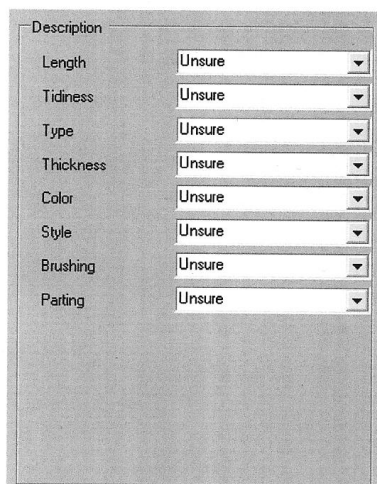 Description
Length Unsure
Tidiness Unsure
Type Unsure
Thickness Unsure
Color Unsure
Style Unsure
Brushing Unsure
Parting Unsure